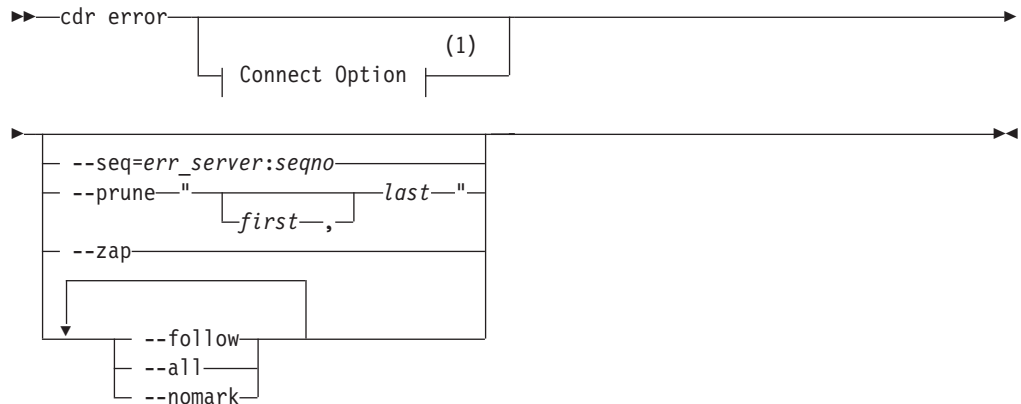 cdr error
(1)
Connect Option
--seq=err_server:seqno
--prune " last "
first ,
--zap
--follow
--all
--nomark